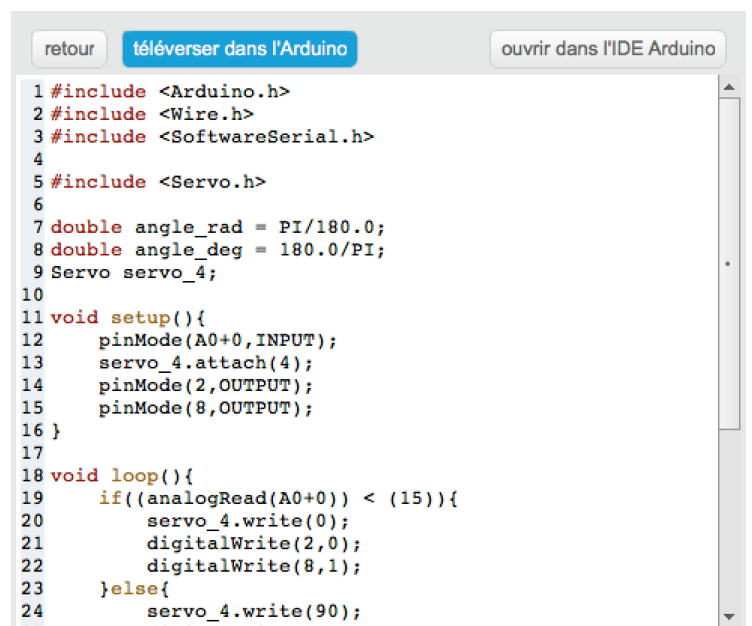 retour téléverser dans l'Arduino ouvrir dans l'IDE Arduino
1 #include <Arduino.h>
2 #include <Wire.h>
3 #include <SoftwareSerial.h>
4
5 #include <Servo.h>
6
7 double angle_rad = PI/180.0;
8 double angle_deg = 180.0/PI;
9 Servo servo_4;
10
11 void setup(){
12     pinMode(A0+0,INPUT);
13     servo_4.attach(4);
14     pinMode(2,OUTPUT);
15     pinMode(8,OUTPUT);
16 }
17
18 void loop(){
19     if((analogRead(A0+0)) < (15)){
20         servo_4.write(0);
21         digitalWrite(2,0);
22         digitalWrite(8,1);
23     }else{
24         servo_4.write(90);